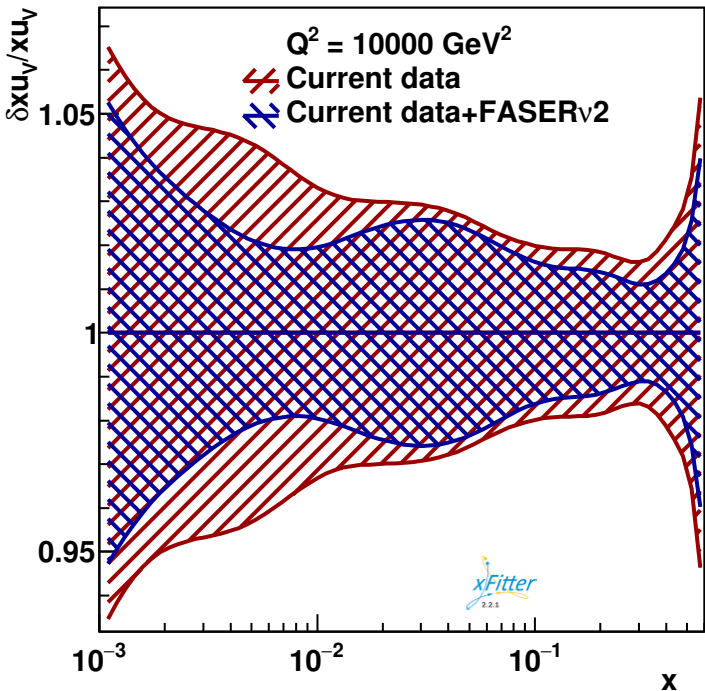 δxu_V/xu_V
Q² = 10000 GeV²
Current data
Current data+FASERν2
1.05
1
0.95
10⁻³
10⁻²
10⁻¹
x
xFitter
2.2.1